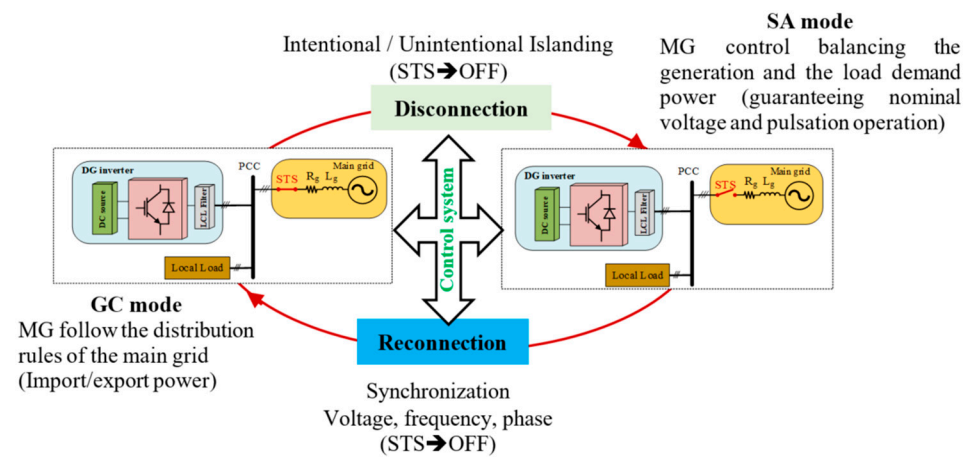 Intentional / Unintentional Islanding
(STS➔OFF)
Disconnection
SA mode
MG control balancing the
generation and the load demand
power (guaranteeing nominal
voltage and pulsation operation)
DG inverter
DC source
LCL Filter
PCC
Main grid
STS
Rg Lg
Local Load
Control system
DG inverter
DC source
LCL Filter
PCC
Main grid
STS
Rg Lg
Local Load
GC mode
MG follow the distribution
rules of the main grid
(Import/export power)
Reconnection
Synchronization
Voltage, frequency, phase
(STS➔OFF)